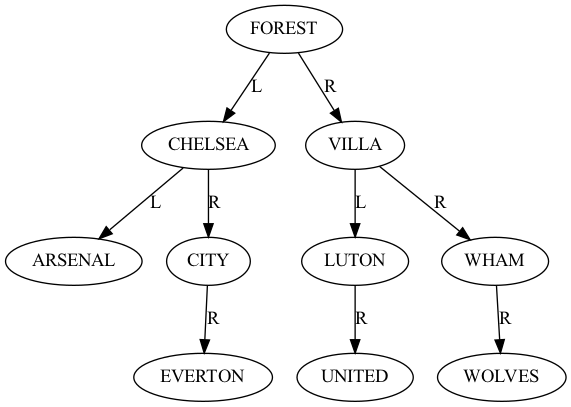 FOREST
L
R
CHELSEA
VILLA
L
R
L
R
ARSENAL
CITY
LUTON
WHAM
R
R
R
EVERTON
UNITED
WOLVES